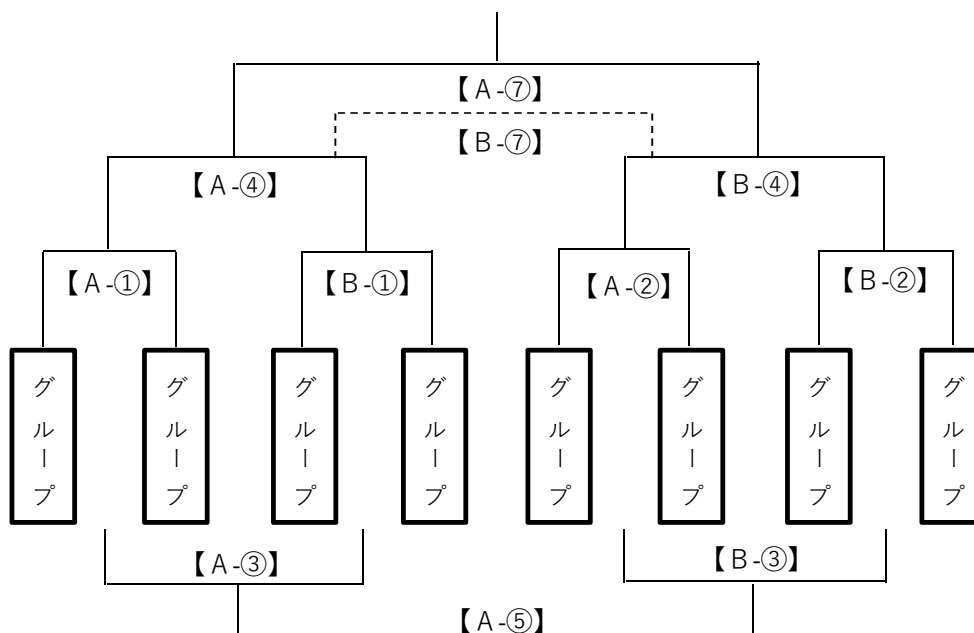 【A-⑦】
【B-⑦】
【A-④】
【B-④】
【A-①】
【B-①】
【A-②】
【B-②】
グループ
グループ
グループ
グループ
グループ
グループ
グループ
グループ
【A-③】
【B-③】
【A-⑤】